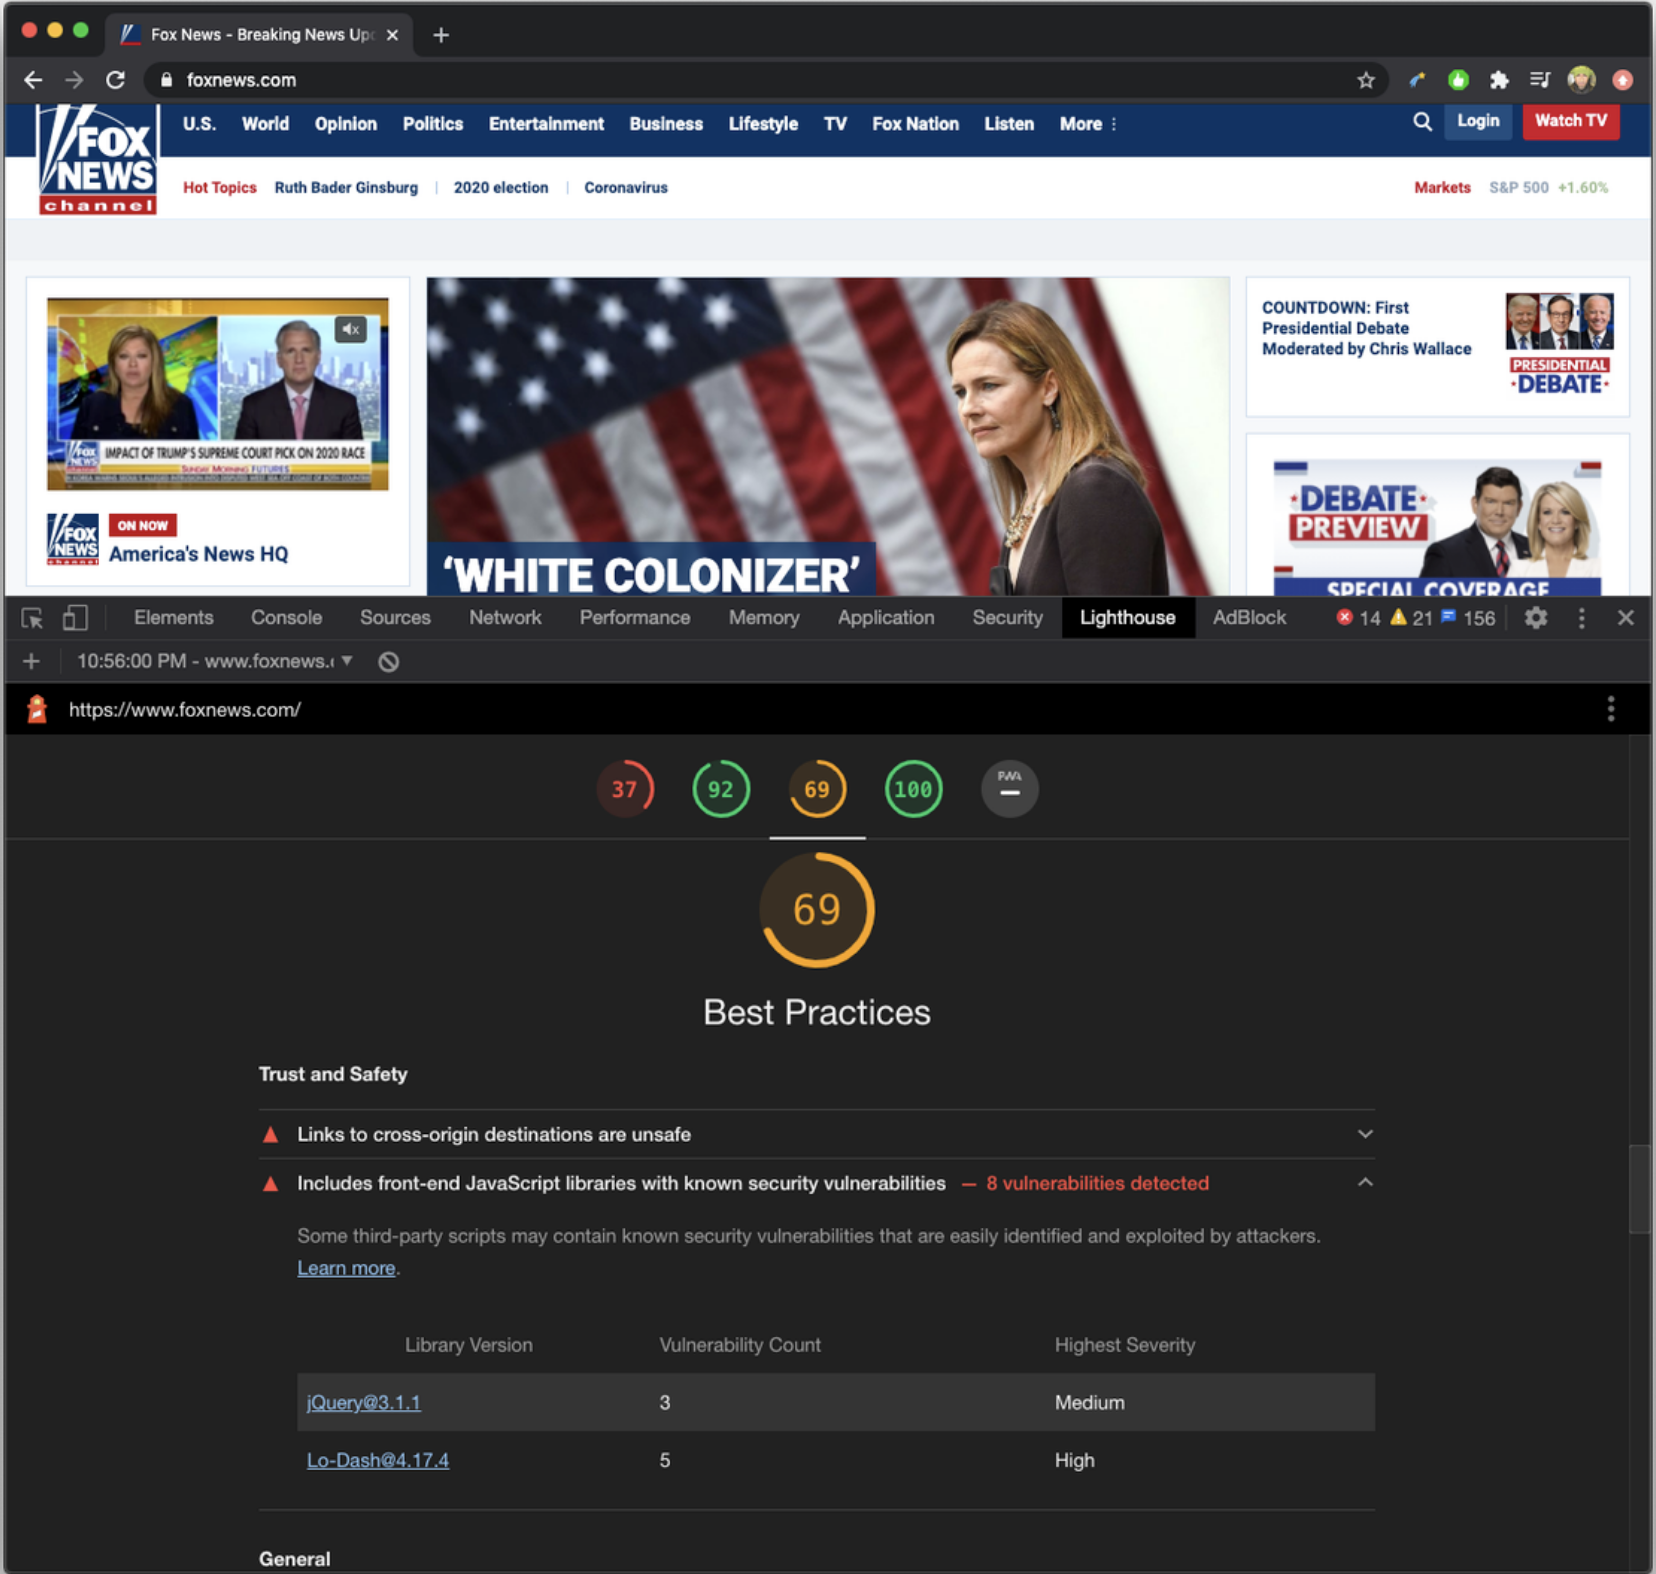 Fox News - Breaking News Upd
foxnews.com
FOX NEWS channel
U.S. World Opinion Politics Entertainment Business Lifestyle TV Fox Nation Listen More
Login Watch TV
Hot Topics Ruth Bader Ginsburg 2020 election Coronavirus
Markets S&P 500 +1.60%
FOX NEWS channel
IMPACT OF TRUMP'S SUPREME COURT PICK ON 2020 RACE
SUNDAY MORNING FUTURES
FOX NEWS channel
ON NOW
America's News HQ
'WHITE COLONIZER'
COUNTDOWN: First
Presidential Debate
Moderated by Chris Wallace
PRESIDENTIAL
DEBATE
DEBATE
PREVIEW
SPECIAL COVERAGE
Elements Console Sources Network Performance Memory Application Security Lighthouse AdBlock 14 21 156
10:56:00 PM - www.foxnews.
https://www.foxnews.com/
37 92 69 100 PWA
69
Best Practices
Trust and Safety
Links to cross-origin destinations are unsafe
Includes front-end JavaScript libraries with known security vulnerabilities — 8 vulnerabilities detected
Some third-party scripts may contain known security vulnerabilities that are easily identified and exploited by attackers.
Learn more.
Library Version Vulnerability Count Highest Severity
jQuery@3.1.1 3 Medium
Lo-Dash@4.17.4 5 High
General